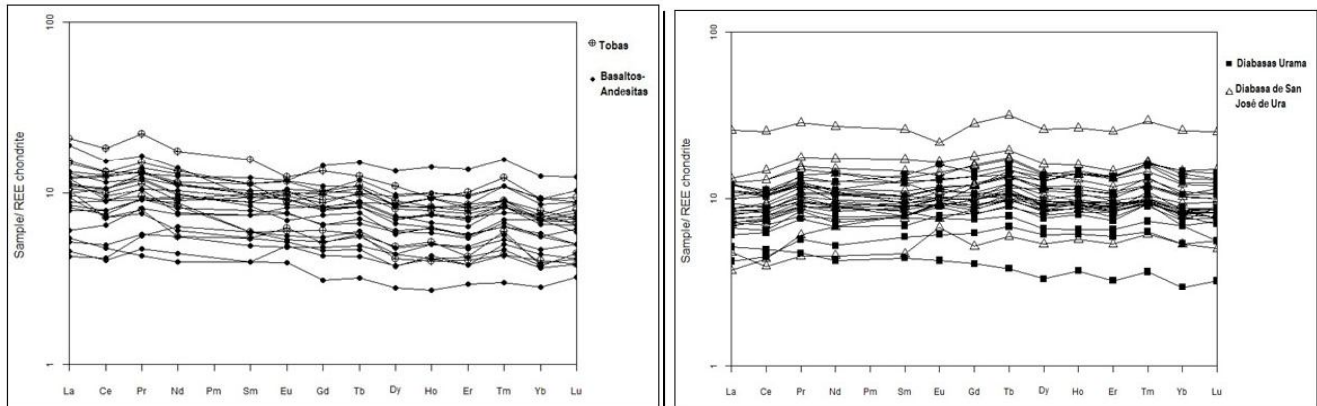 100
Tobas
Basaltos-
Andesitas
Sample/ REE chondrite
10
1
La Ce Pr Nd Pm Sm Eu Gd Tb Dy Ho Er Tm Yb Lu
100
Diabasas Urama
Diabasa de San
José de Ura
Sample/ REE chondrite
10
1
La Ce Pr Nd Pm Sm Eu Gd Tb Dy Ho Er Tm Yb Lu